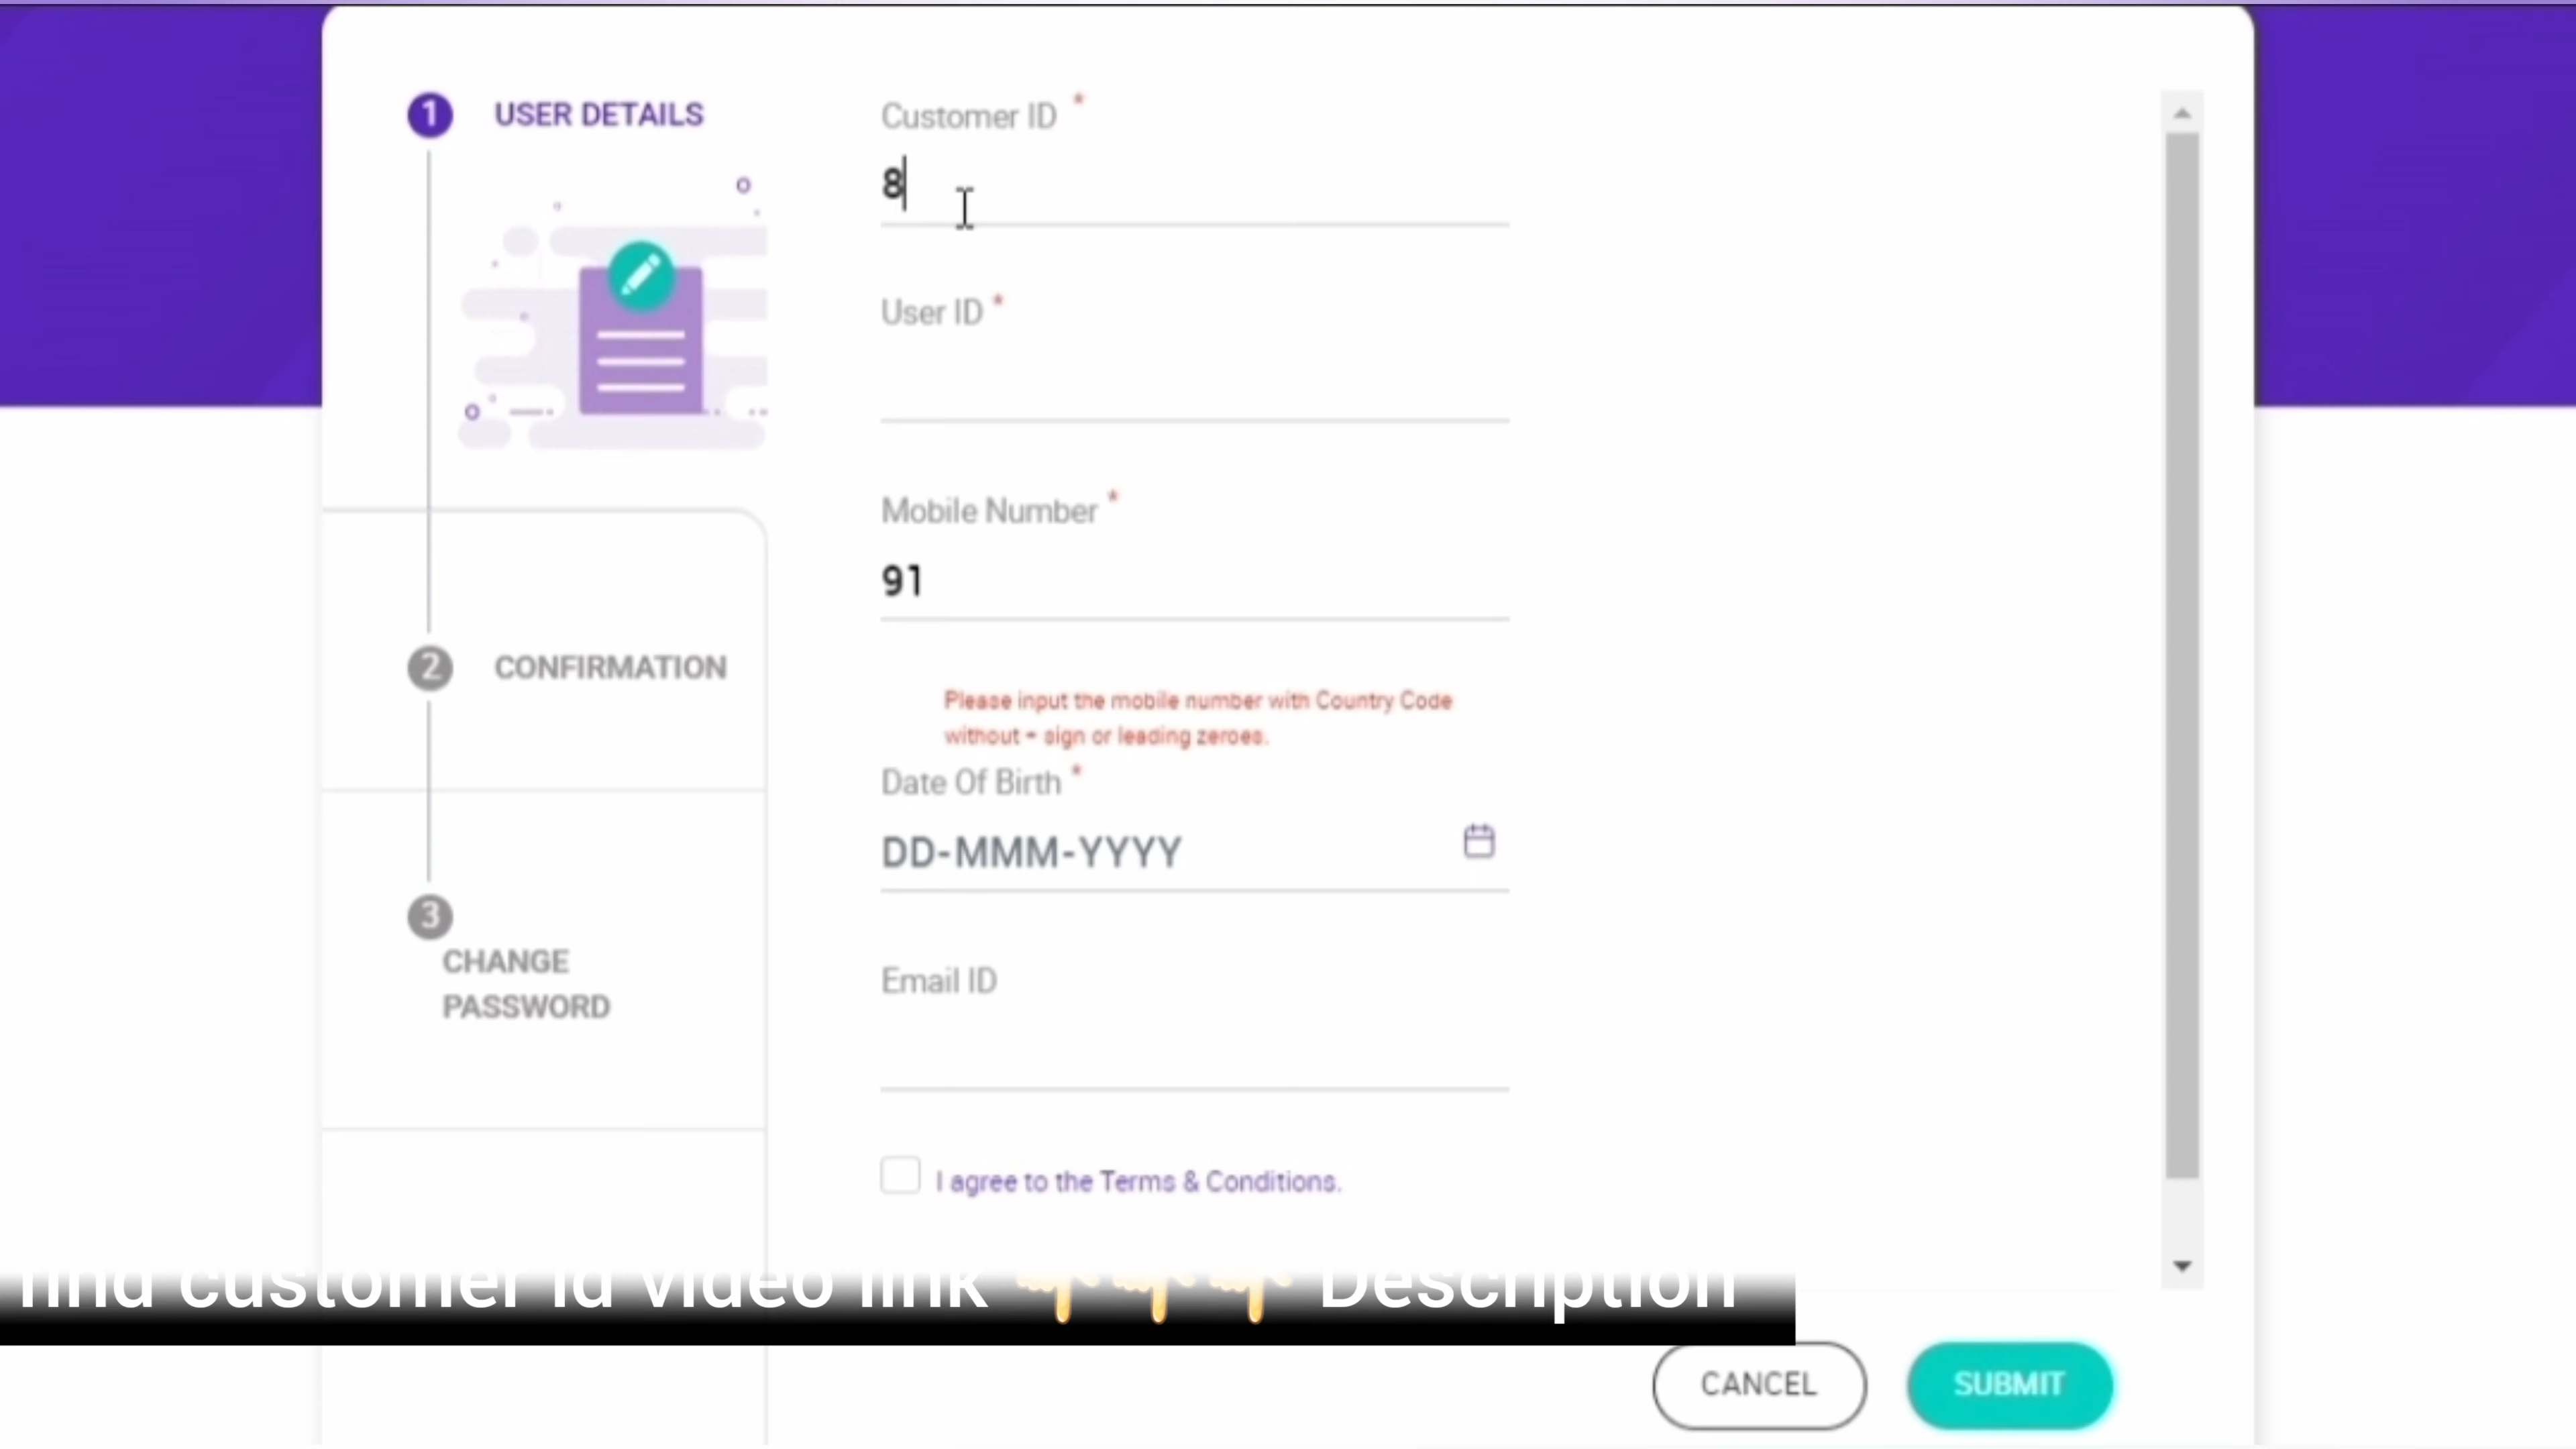 1 USER DETAILS
Customer ID *
8
User ID *
Mobile Number *
91
2 CONFIRMATION
Please input the mobile number with Country Code
without + sign or leading zeroes.
Date Of Birth *
DD-MMM-YYYY
3
CHANGE
PASSWORD
Email ID
I agree to the Terms & Conditions.
find customer id video link 👇👇👇 Description
CANCEL
SUBMIT